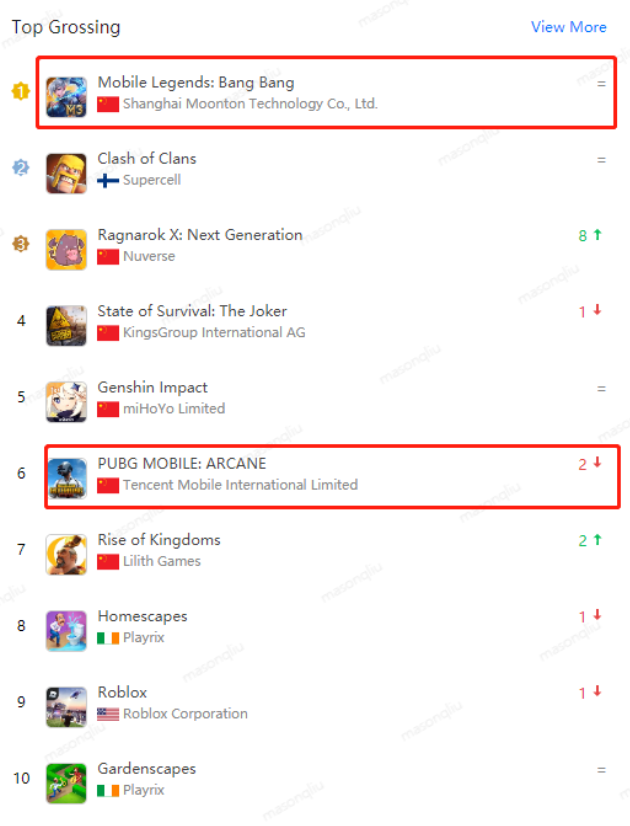 Top Grossing
View More
1
Mobile Legends: Bang Bang
=
Shanghai Moonton Technology Co., Ltd.
2
Clash of Clans
=
Supercell
3
Ragnarok X: Next Generation
8 ↑
Nuverse
4
State of Survival: The Joker
1 ↓
KingsGroup International AG
5
Genshin Impact
=
miHoYo Limited
6
PUBG MOBILE: ARCANE
2 ↓
Tencent Mobile International Limited
7
Rise of Kingdoms
2 ↑
Lilith Games
8
Homescapes
1 ↓
Playrix
9
Roblox
1 ↓
Roblox Corporation
10
Gardenscapes
=
Playrix
masonqliu